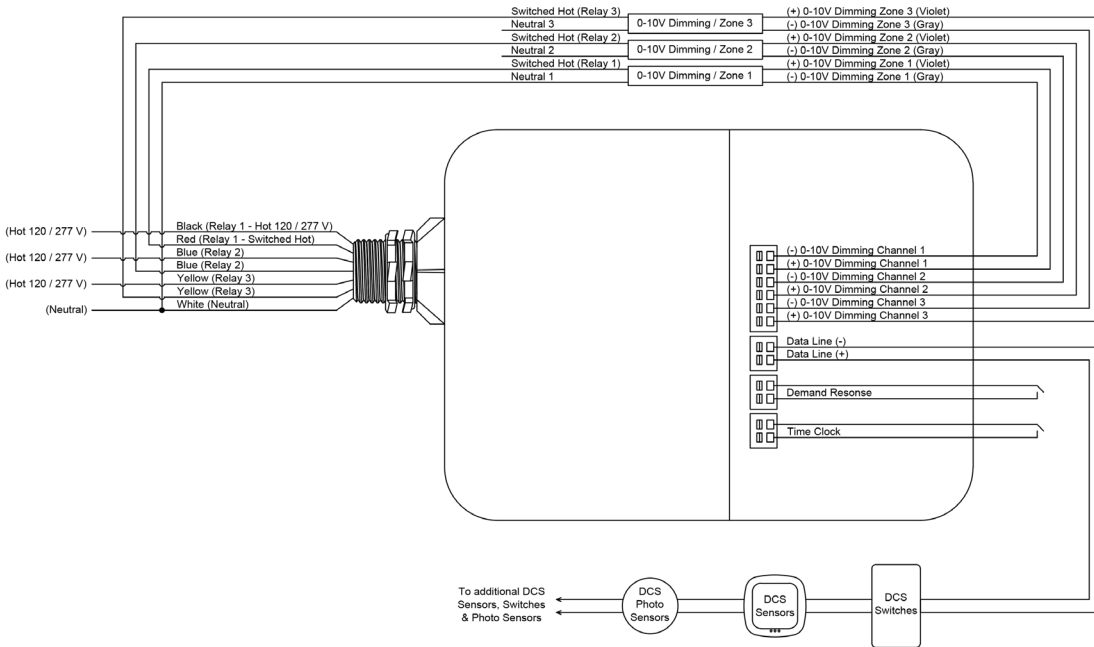 Switched Hot (Relay 3)
(+) 0-10V Dimming Zone 3 (Violet)
Neutral 3
0-10V Dimming / Zone 3
(-) 0-10V Dimming Zone 3 (Gray)
Switched Hot (Relay 2)
(+) 0-10V Dimming Zone 2 (Violet)
Neutral 2
0-10V Dimming / Zone 2
(-) 0-10V Dimming Zone 2 (Gray)
Switched Hot (Relay 1)
(+) 0-10V Dimming Zone 1 (Violet)
Neutral 1
0-10V Dimming / Zone 1
(-) 0-10V Dimming Zone 1 (Gray)
(Hot 120 / 277 V)
Black (Relay 1 - Hot 120 / 277 V)
Red (Relay 1 - Switched Hot)
(Hot 120 / 277 V)
Blue (Relay 2)
Blue (Relay 2)
(Hot 120 / 277 V)
Yellow (Relay 3)
Yellow (Relay 3)
(Neutral)
White (Neutral)
(-) 0-10V Dimming Channel 1
(+) 0-10V Dimming Channel 1
(-) 0-10V Dimming Channel 2
(+) 0-10V Dimming Channel 2
(-) 0-10V Dimming Channel 3
(+) 0-10V Dimming Channel 3
Data Line (-)
Data Line (+)
Demand Resonse
Time Clock
To additional DCS
Sensors, Switches
& Photo Sensors
DCS
Photo
Sensors
DCS
Sensors
DCS
Switches